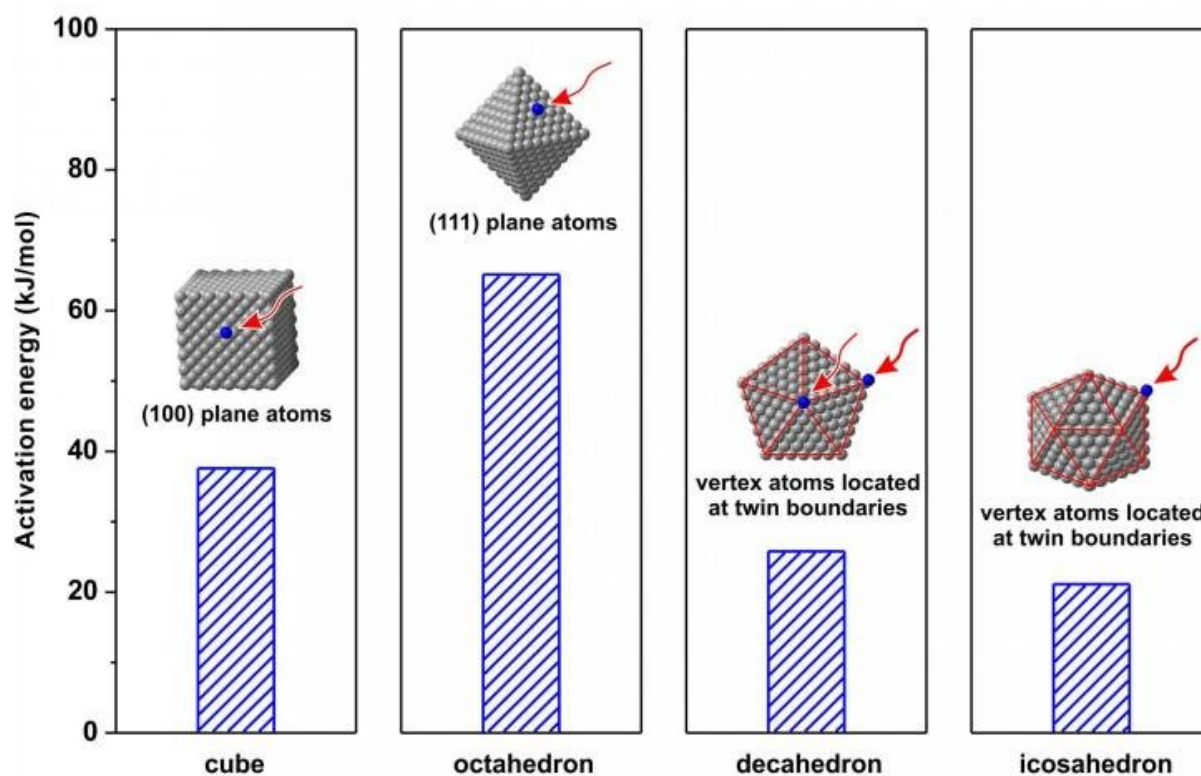 Activation energy (kJ/mol)
100
80
60
40
20
0
(100) plane atoms
cube
(111) plane atoms
octahedron
vertex atoms located
at twin boundaries
decahedron
vertex atoms located
at twin boundaries
icosahedron